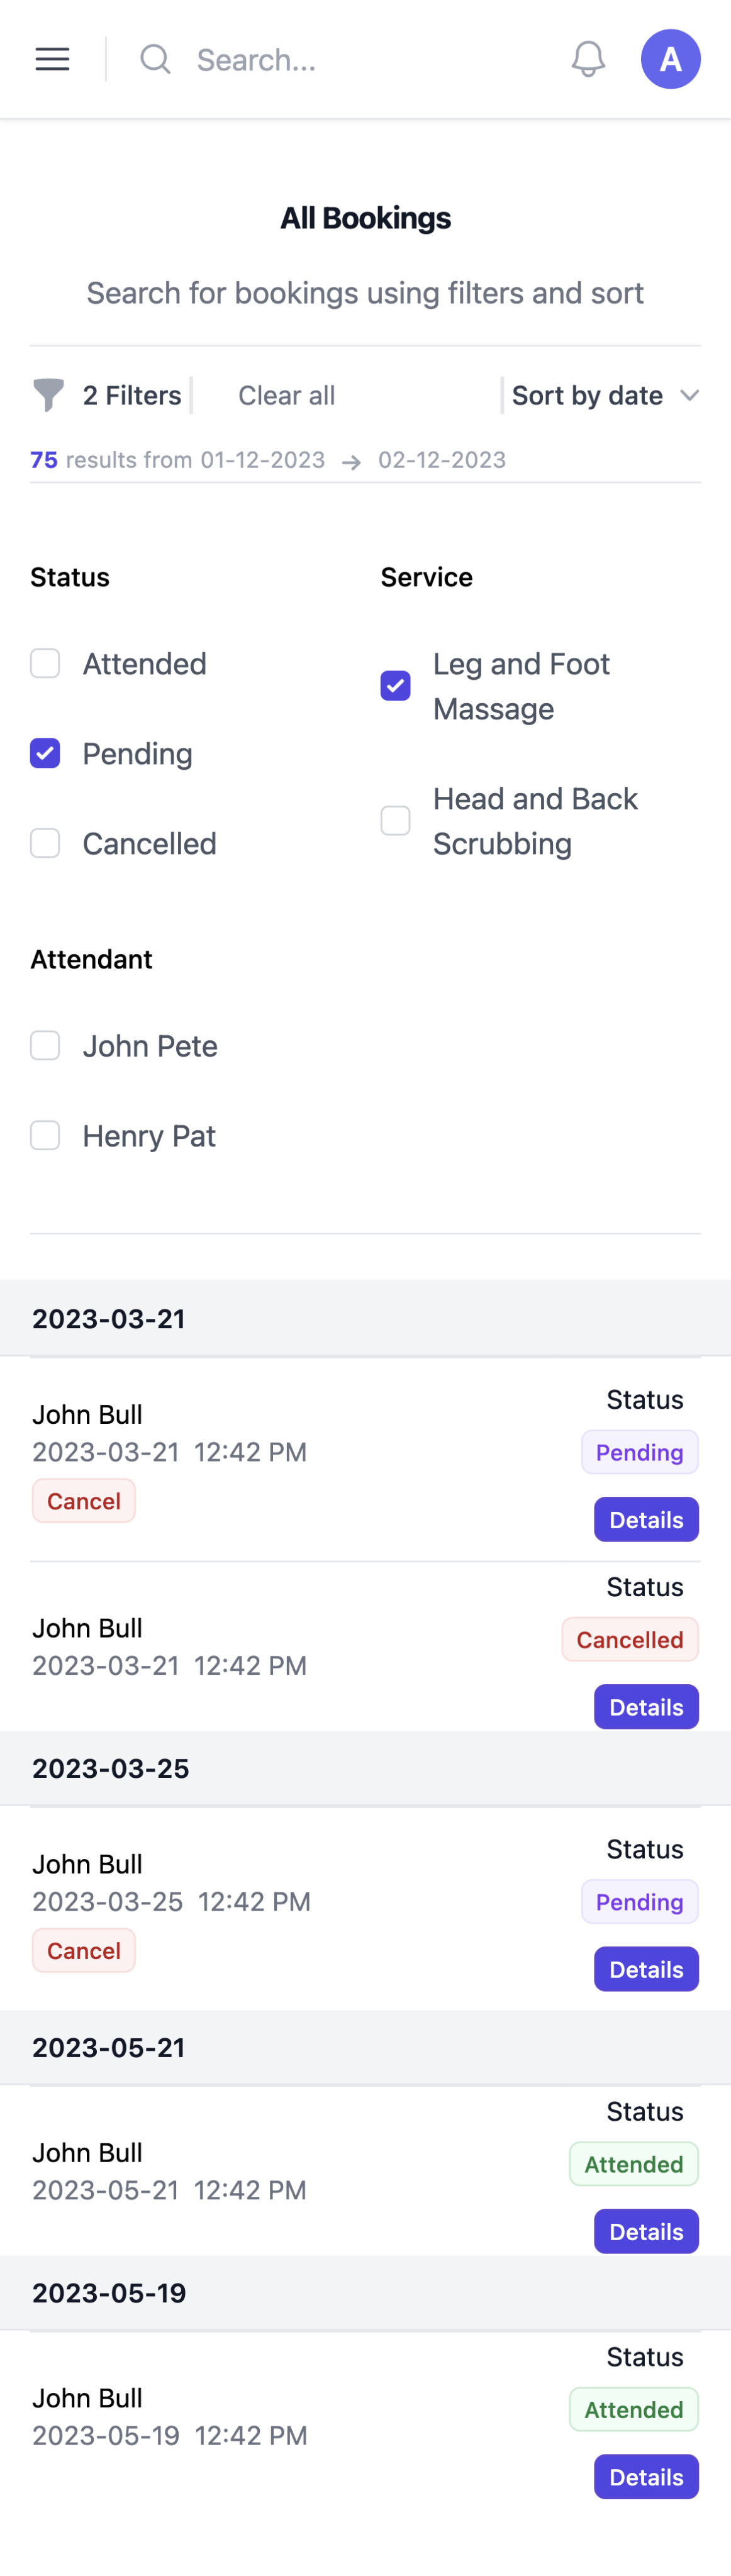 Search...
A
All Bookings
Search for bookings using filters and sort
2 Filters
Clear all
Sort by date
75 results from 01-12-2023 → 02-12-2023
Status
Attended
Pending
Cancelled
Service
Leg and Foot
Massage
Head and Back
Scrubbing
Attendant
John Pete
Henry Pat
2023-03-21
John Bull
2023-03-21 12:42 PM
Cancel
Status
Pending
Details
John Bull
2023-03-21 12:42 PM
Status
Cancelled
Details
2023-03-25
John Bull
2023-03-25 12:42 PM
Cancel
Status
Pending
Details
2023-05-21
John Bull
2023-05-21 12:42 PM
Status
Attended
Details
2023-05-19
John Bull
2023-05-19 12:42 PM
Status
Attended
Details